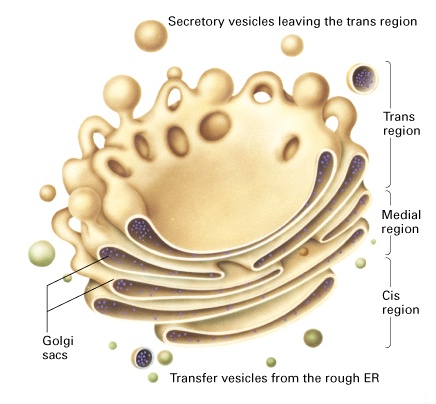 Secretory vesicles leaving the trans region
Trans
region
Medial
region
Cis
region
Golgi
sacs
Transfer vesicles from the rough ER